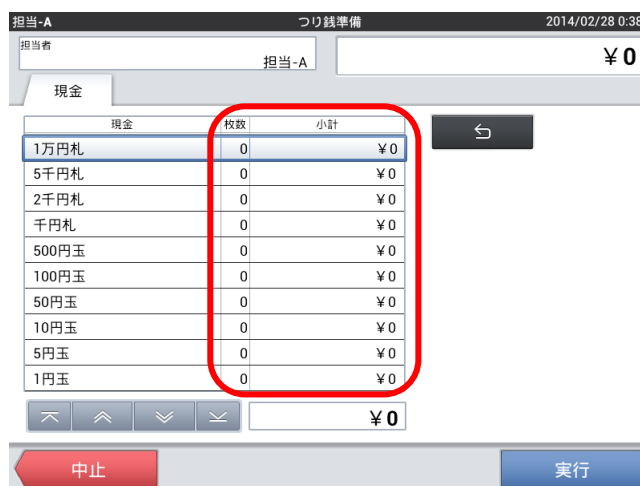 担当-A つり銭準備 2014/02/28 0:38
担当者
担当-A
¥0
現金
現金 枚数 小計
1万円札 0 ¥0
5千円札 0 ¥0
2千円札 0 ¥0
千円札 0 ¥0
500円玉 0 ¥0
100円玉 0 ¥0
50円玉 0 ¥0
10円玉 0 ¥0
5円玉 0 ¥0
1円玉 0 ¥0
¥0
中止 実行